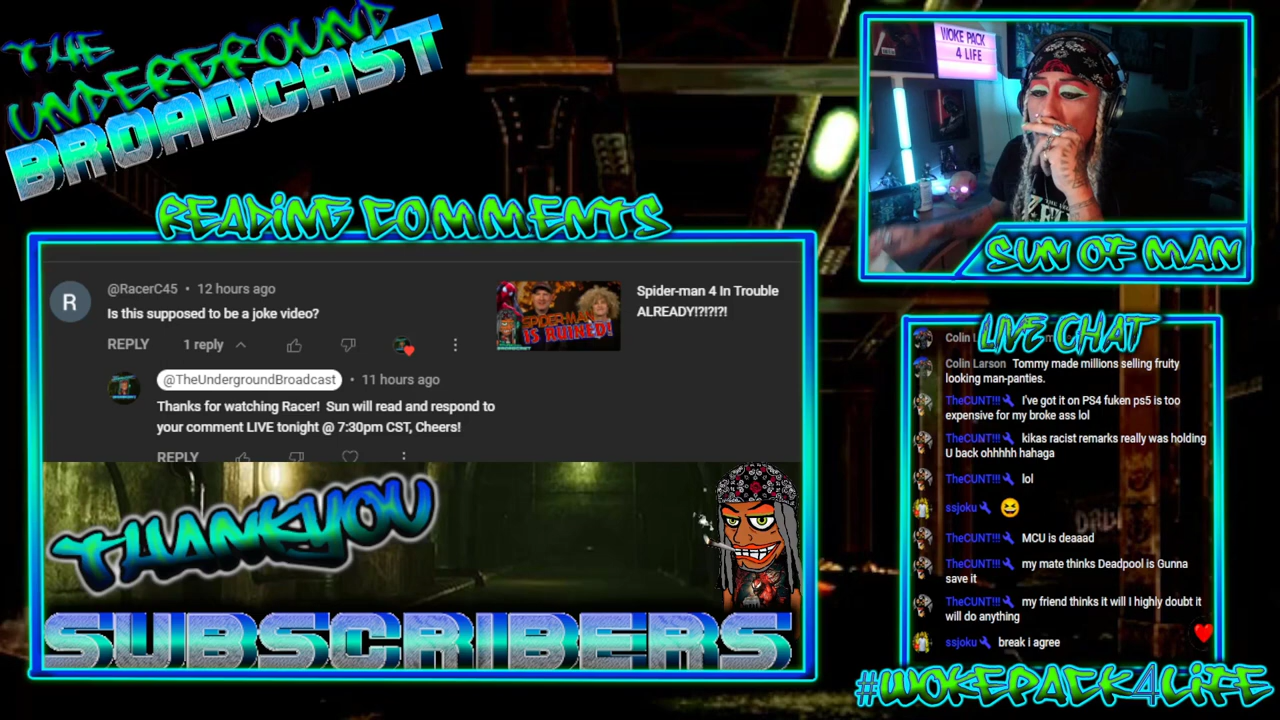 THE
UNDERGROUND
BROADCAST
READING COMMENTS
R
@RacerC45 • 12 hours ago
Is this supposed to be a joke video?
REPLY 1 reply
@TheUndergroundBroadcast • 11 hours ago
Thanks for watching Racer! Sun will read and respond to
your comment LIVE tonight @ 7:30pm CST, Cheers!
REPLY
SPIDER-MAN
IS RUINED!
Spider-man 4 In Trouble
ALREADY!?!?!?!
THANKYOU
SUBSCRIBERS
WOKE PACK
4 LIFE
SUN OF MAN
LIVE CHAT
Colin
Colin Larson Tommy made millions selling fruity
looking man-panties.
TheCUNT!!! I've got it on PS4 fuken ps5 is too
expensive for my broke ass lol
TheCUNT!!! kikas racist remarks really was holding
U back ohhhhh hahaga
TheCUNT!!! lol
ssjoku 😆
TheCUNT!!! MCU is deaaad
TheCUNT!!! my mate thinks Deadpool is Gunna
save it
TheCUNT!!! my friend thinks it will I highly doubt it
will do anything
ssjoku break i agree
#WOKEPACK4LIFE